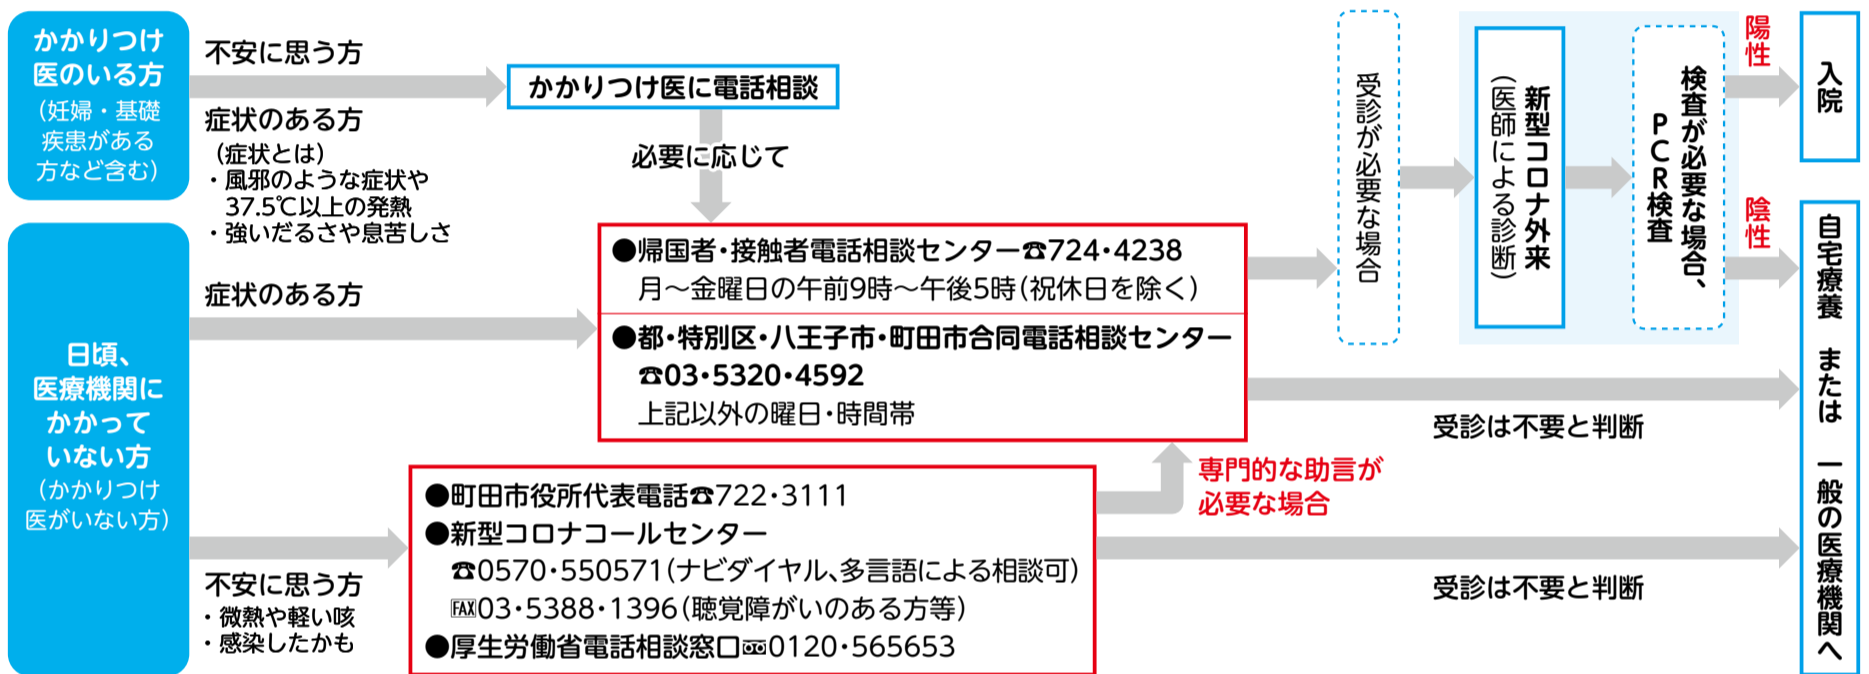 かかりつけ
医のいる方
（妊婦・基礎
疾患がある
方など含む）
不安に思う方
症状のある方
（症状とは）
・風邪のような症状や
37.5℃以上の発熱
・強いだるさや息苦しさ
かかりつけ医に電話相談
必要に応じて
日頃、
医療機関に
かかって
いない方
（かかりつけ
医がいない方）
症状のある方
不安に思う方
・微熱や軽い咳
・感染したかも
●帰国者・接触者電話相談センター☎724・4238
月～金曜日の午前9時～午後5時（祝休日を除く）
●都・特別区・八王子市・町田市合同電話相談センター
☎03・5320・4592
上記以外の曜日・時間帯
●町田市役所代表電話☎722・3111
●新型コロナコールセンター
☎0570・550571（ナビダイヤル、多言語による相談可）
FAX03・5388・1396（聴覚障がいのある方等）
●厚生労働省電話相談窓口0120・565653
専門的な助言が
必要な場合
受診が必要な場合
新型コロナ外来
（医師による診断）
検査が必要な場合、
PCR検査
陽性
入院
陰性
受診は不要と判断
受診は不要と判断
自宅療養　または　一般の医療機関へ